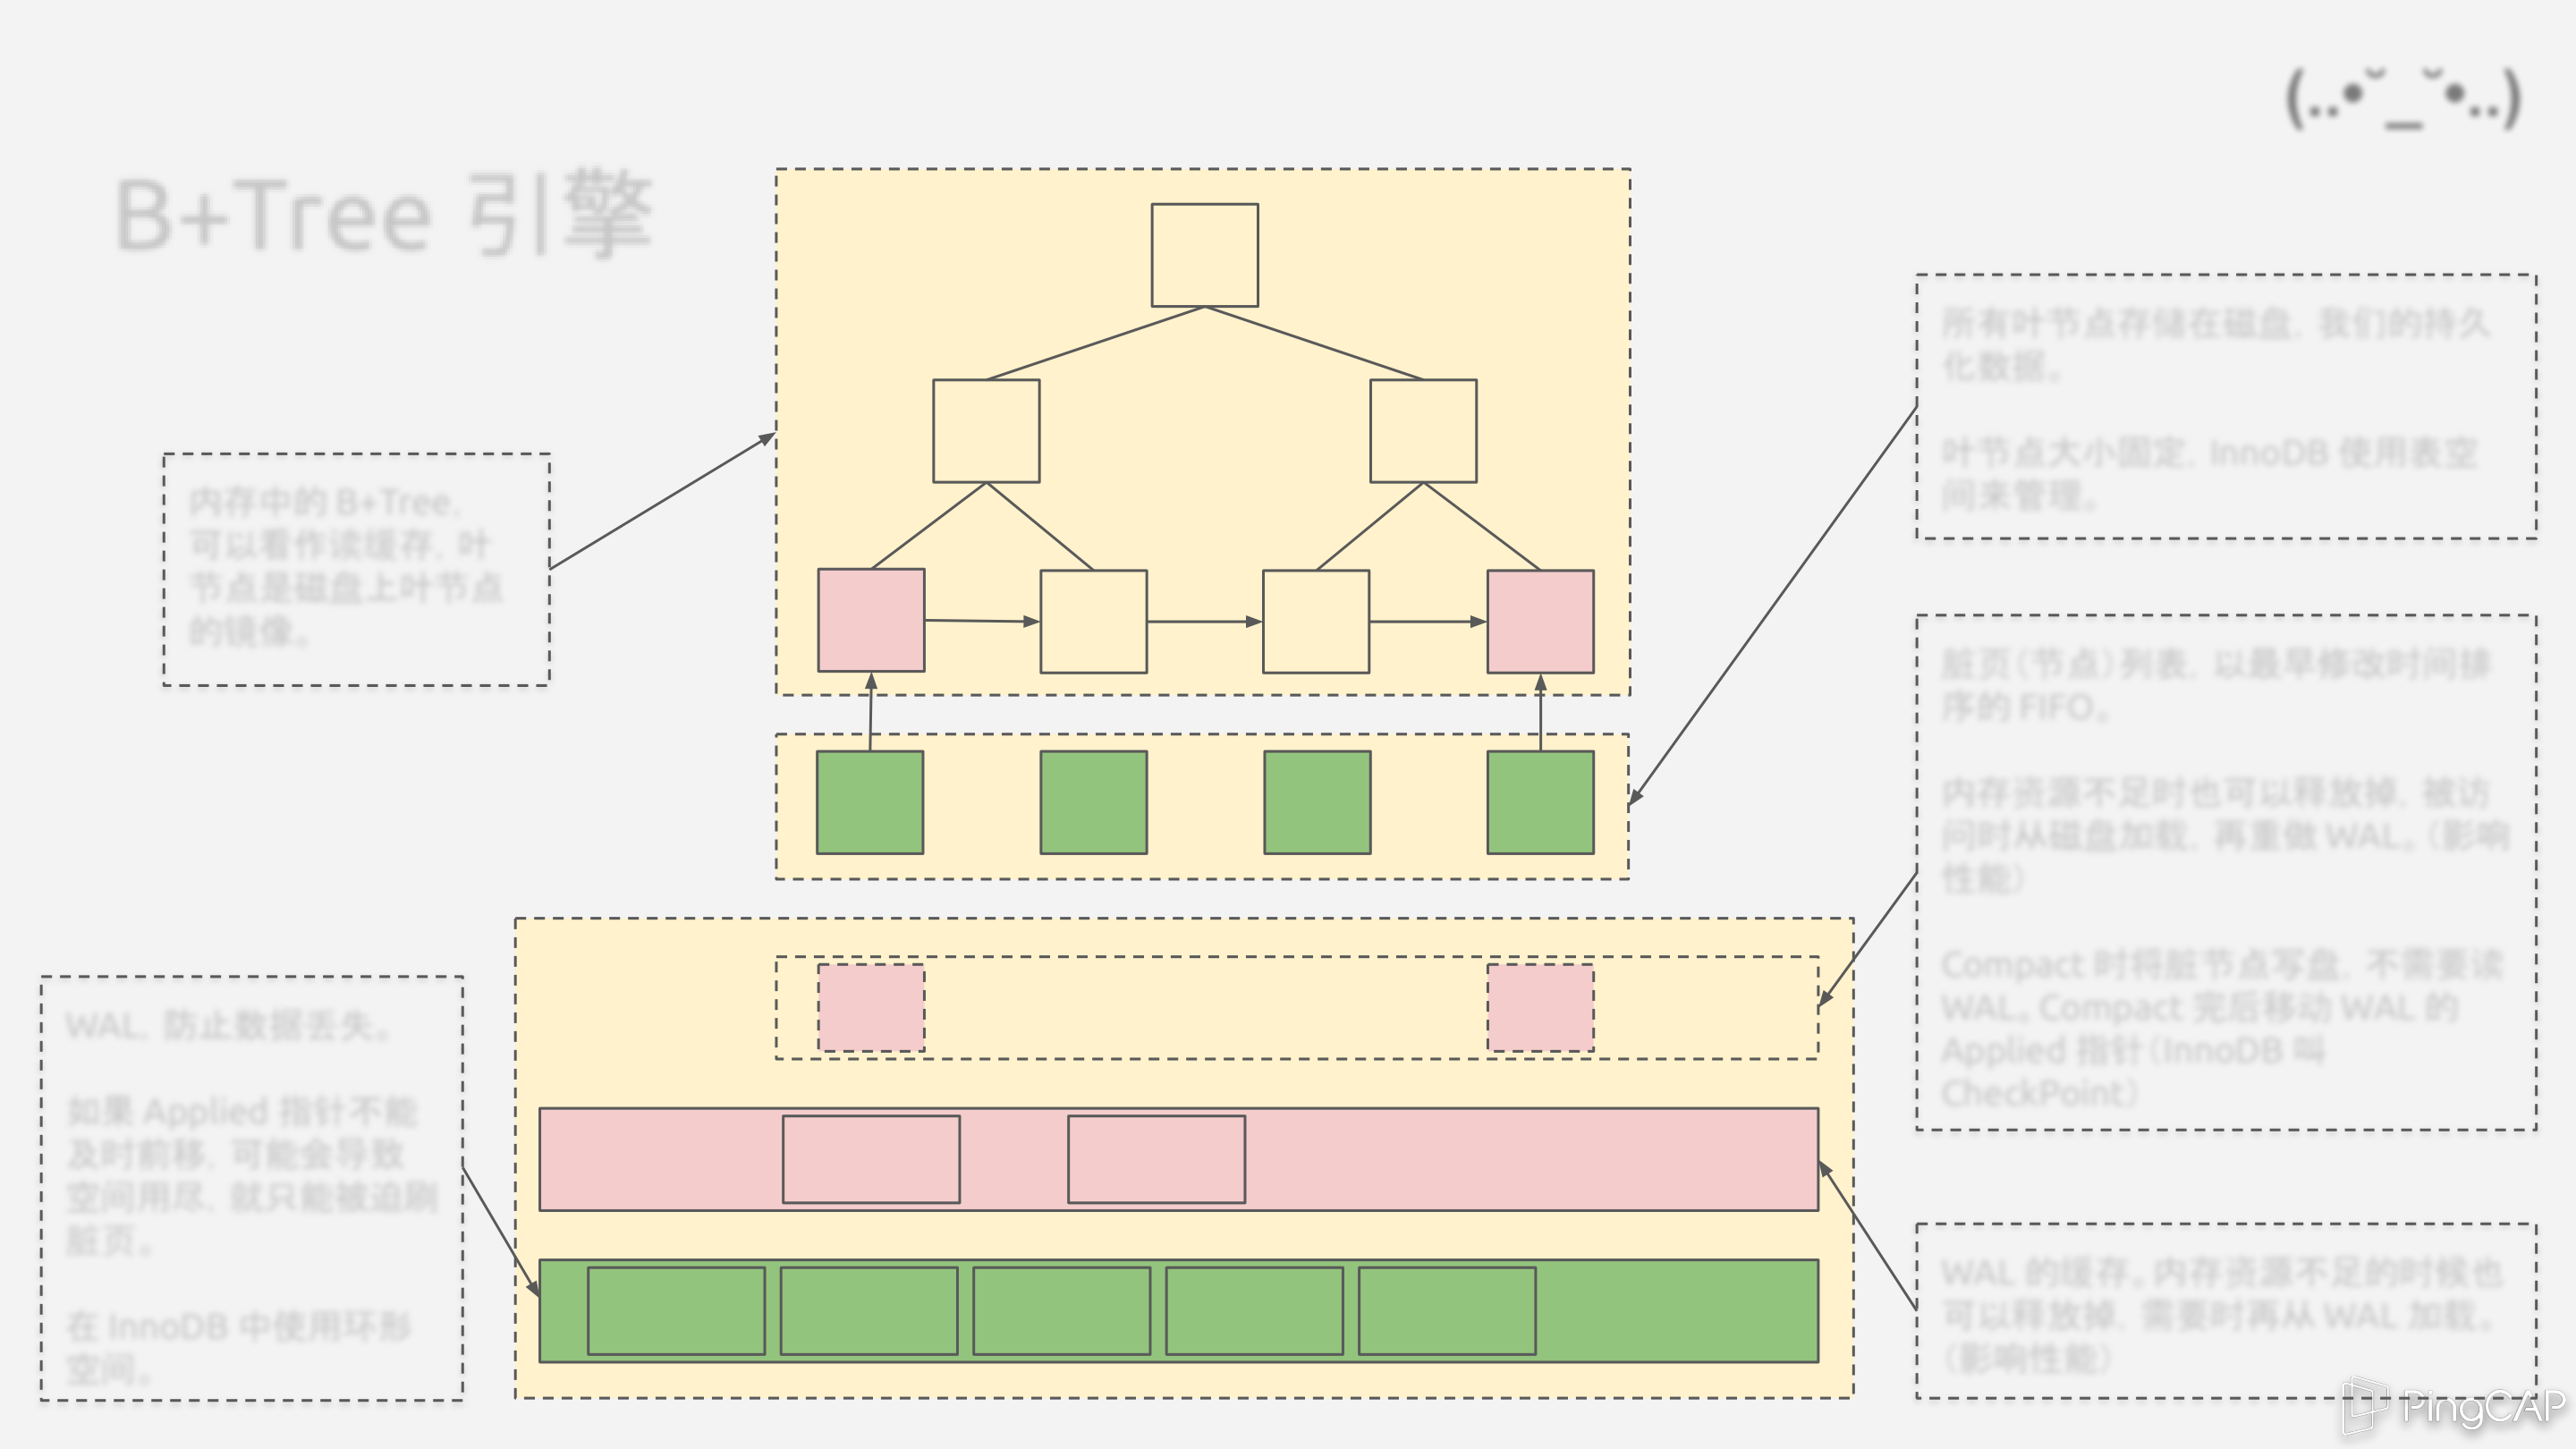 (..•˘_˘•..)
B+Tree 引擎
所有叶节点存储在磁盘，我们的持久
化数据。
叶节点大小固定，InnoDB 使用表空
间来管理。
内存中的 B+Tree，
可以看作读缓存，叶
节点是磁盘上叶节点
的镜像。
脏页（节点）列表，以最早修改时间排
序的 FIFO。
内存资源不足时也可以释放掉，被访
问时从磁盘加载，再重做 WAL。（影响
性能）
Compact 时将脏节点写盘，不需要读
WAL。Compact 完后移动 WAL 的
Applied 指针（InnoDB 叫
CheckPoint）
WAL，防止数据丢失。
如果 Applied 指针不能
及时前移，可能会导致
空间用尽，就只能被迫刷
脏页。
在 InnoDB 中使用环形
空间。
WAL 的缓存。内存资源不足的时候也
可以释放掉，需要时再从 WAL 加载。
（影响性能）
PingCAP